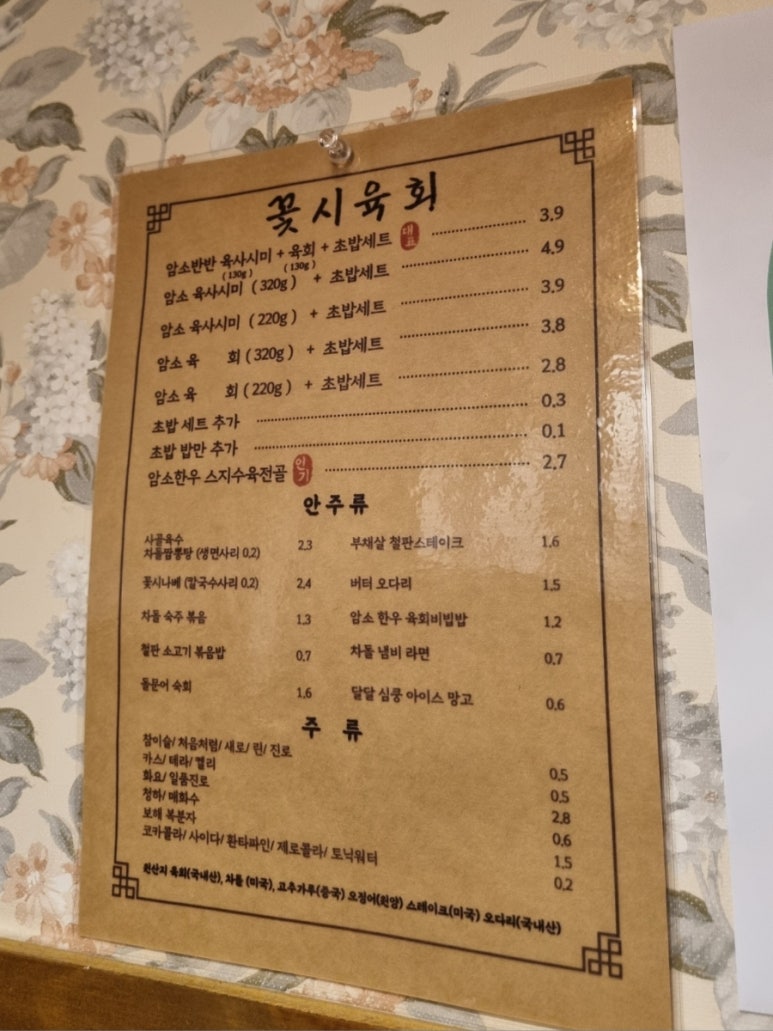 꽃시육회
암소반반 육사시미 + 육회 + 초밥세트 대표 3.9
(130g) (130g)
암소 육사시미 (320g) + 초밥세트 4.9
암소 육사시미 (220g) + 초밥세트 3.9
암소 육 회 (320g) + 초밥세트 3.8
암소 육 회 (220g) + 초밥세트 2.8
초밥 세트 추가 0.3
초밥 밥만 추가 0.1
암소한우 스지수육전골 인기 2.7
안주류
사골육수
차돌짬뽕탕 (생면사리 0.2) 2.3 부채살 철판스테이크 1.6
꽃시나베 (칼국수사리 0.2) 2.4 버터 오다리 1.5
차돌 숙주 볶음 1.3 암소 한우 육회비빔밥 1.2
철판 소고기 볶음밥 0.7 차돌 냄비 라면 0.7
돌문어 숙회 1.6 달달 심쿵 아이스 망고 0.6
주 류
참이슬/ 처음처럼/ 새로/ 린/ 진로 0.5
카스/ 테라/ 켈리 0.5
화요/ 일품진로 2.8
청하/ 매화수 0.6
보해 복분자 1.5
코카콜라/ 사이다/ 환타파인/ 제로콜라/ 토닉워터 0.2
원산지 육회(국내산), 차돌 (미국), 고추가루(중국) 오징어(원양) 스테이크(미국) 오다리(국내산)